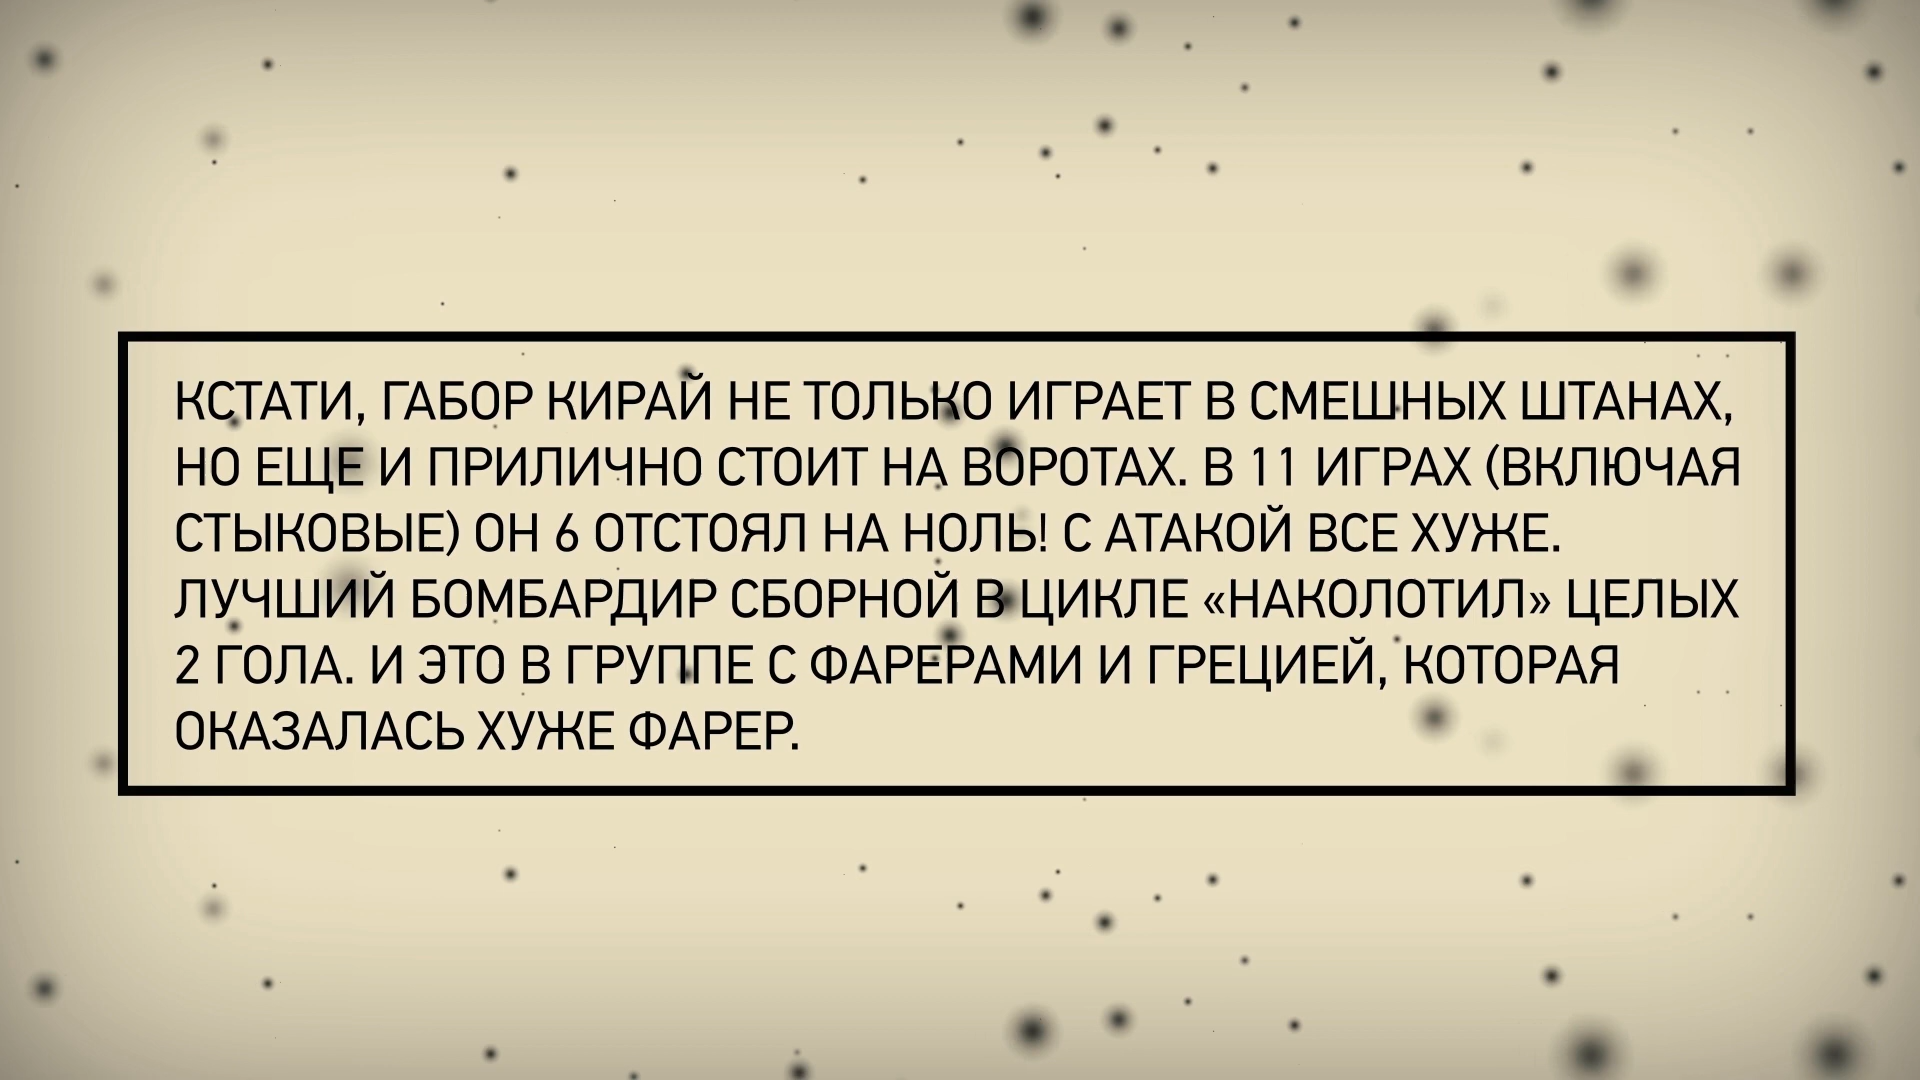 КСТАТИ, ГАБОР КИРАЙ НЕ ТОЛЬКО ИГРАЕТ В СМЕШНЫХ ШТАНАХ,
НО ЕЩЕ И ПРИЛИЧНО СТОИТ НА ВОРОТАХ. В 11 ИГРАХ (ВКЛЮЧАЯ
СТЫКОВЫЕ) ОН 6 ОТСТОЯЛ НА НОЛЬ! С АТАКОЙ ВСЕ ХУЖЕ.
ЛУЧШИЙ БОМБАРДИР СБОРНОЙ В ЦИКЛЕ «НАКОЛОТИЛ» ЦЕЛЫХ
2 ГОЛА. И ЭТО В ГРУППЕ С ФАРЕРАМИ И ГРЕЦИЕЙ, КОТОРАЯ
ОКАЗАЛАСЬ ХУЖЕ ФАРЕР.